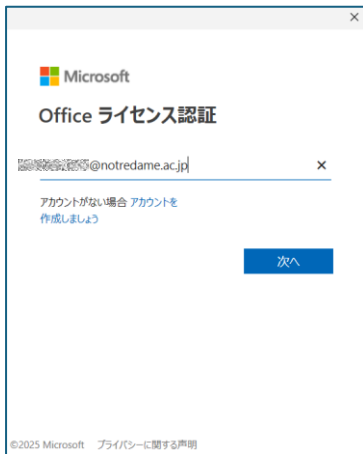 Microsoft
Office ライセンス認証
@notredame.ac.jp
アカウントがない場合 アカウントを
作成しましょう
次へ
©2025 Microsoft プライバシーに関する声明